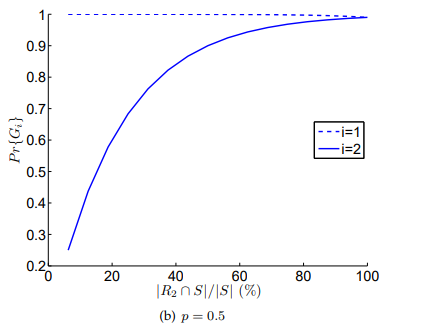 1
0.9
0.8
0.7
0.6
0.5
0.4
0.3
0.2
Pr{G_i}
i=1
i=2
0 20 40 60 80 100
|R_2 ∩ S|/|S| (%)
(b) p = 0.5